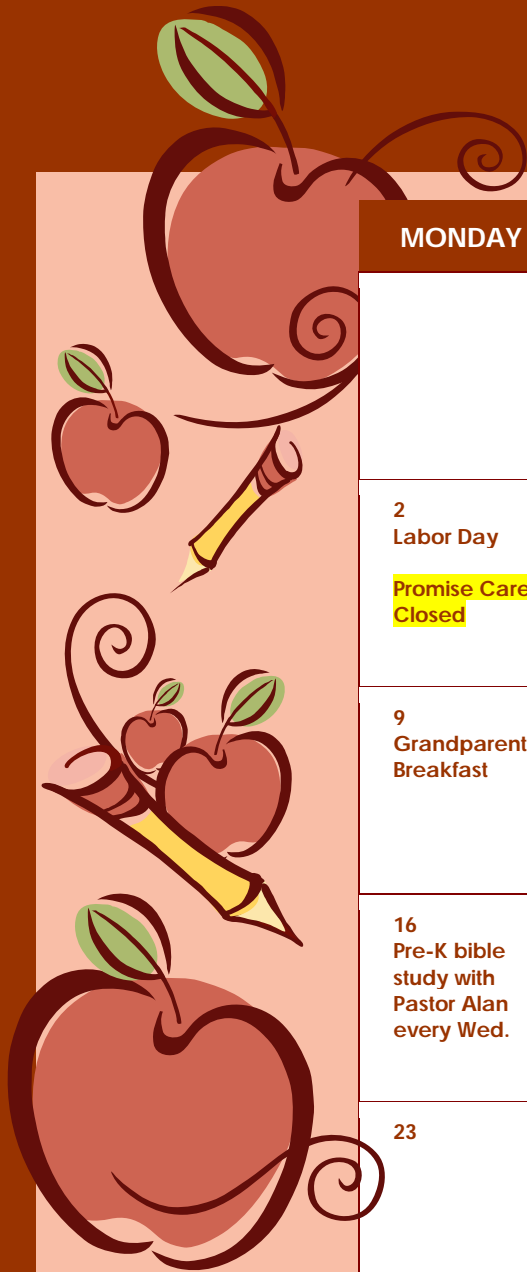 MONDAY
2
Labor Day
Promise Care
Closed
9
Grandparent
Breakfast
16
Pre-K bible
study with
Pastor Alan
every Wed.
23